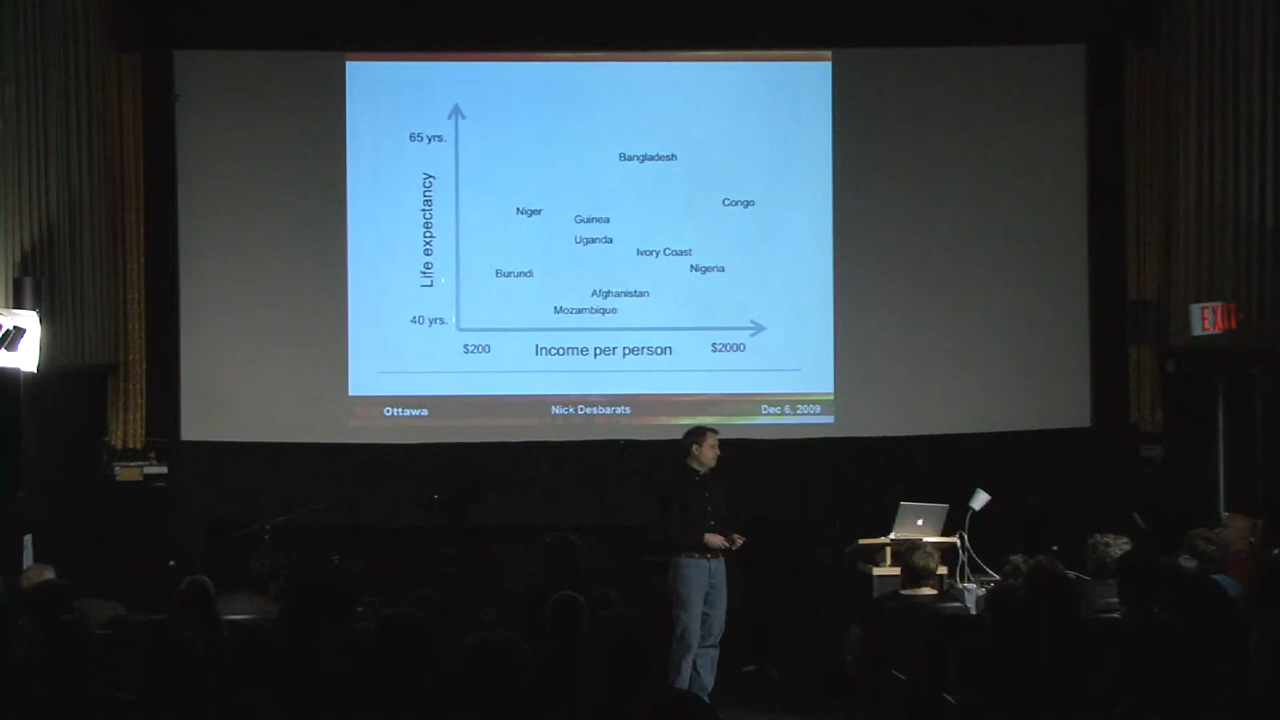 65 yrs.
Bangladesh
Congo
Niger
Guinea
Uganda
Ivory Coast
Nigeria
Burundi
Afghanistan
Mozambique
Life expectancy
40 yrs.
$200
Income per person
$2000
Ottawa
Nick Desbarats
Dec 6, 2009
EXIT